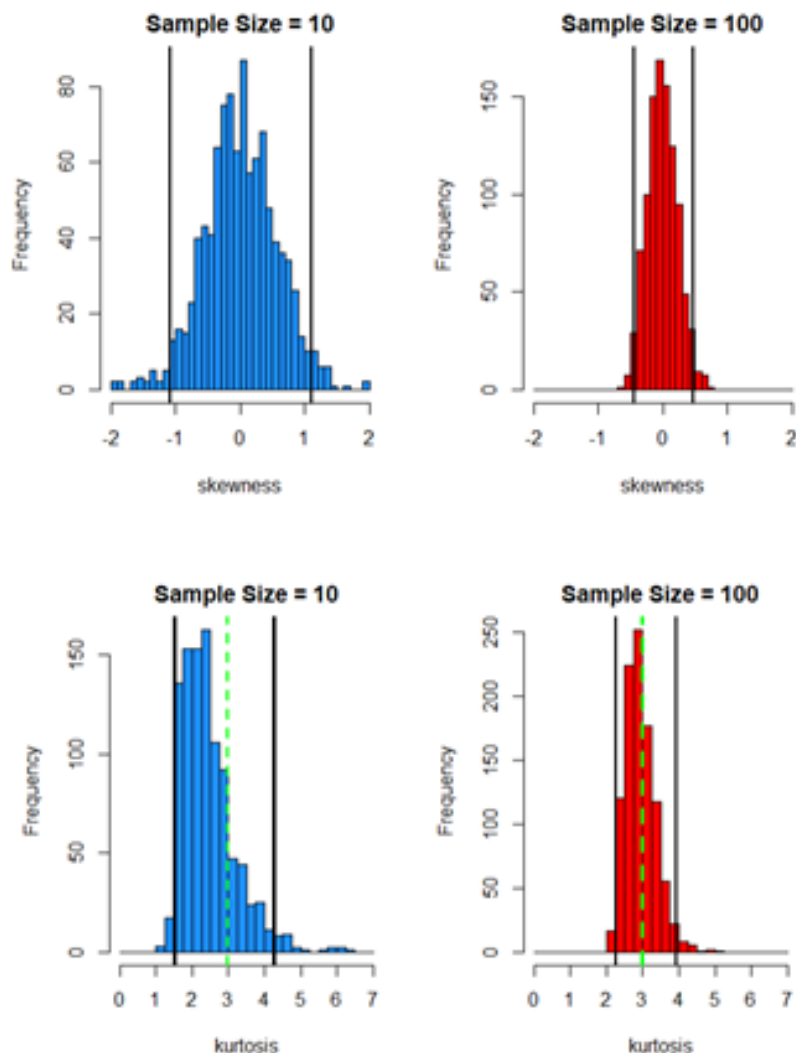 Sample Size = 10
Frequency
0 20 40 60 80
-2 -1 0 1 2
skewness
Sample Size = 100
Frequency
0 50 100 150
-2 -1 0 1 2
skewness
Sample Size = 10
Frequency
0 50 100 150
0 1 2 3 4 5 6 7
kurtosis
Sample Size = 100
Frequency
0 50 100 150 200 250
0 1 2 3 4 5 6 7
kurtosis